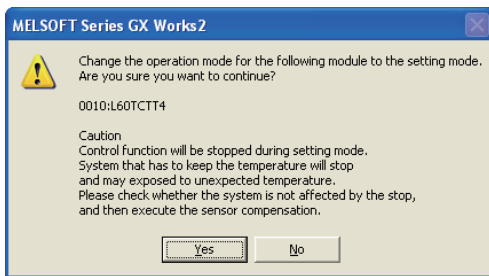 MELSOFT Series GX Works2
Change the operation mode for the following module to the setting mode.
Are you sure you want to continue?
0010:L60TCTT4
Caution
Control function will be stopped during setting mode.
System that has to keep the temperature will stop
and may exposed to unexpected temperature.
Please check whether the system is not affected by the stop,
and then execute the sensor compensation.
Yes No